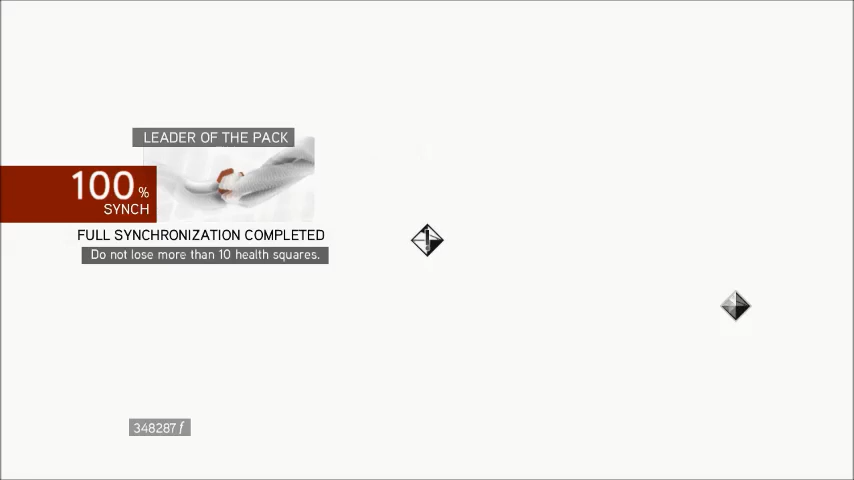 LEADER OF THE PACK
100 %
SYNCH
FULL SYNCHRONIZATION COMPLETED
Do not lose more than 10 health squares.
348287 ƒ